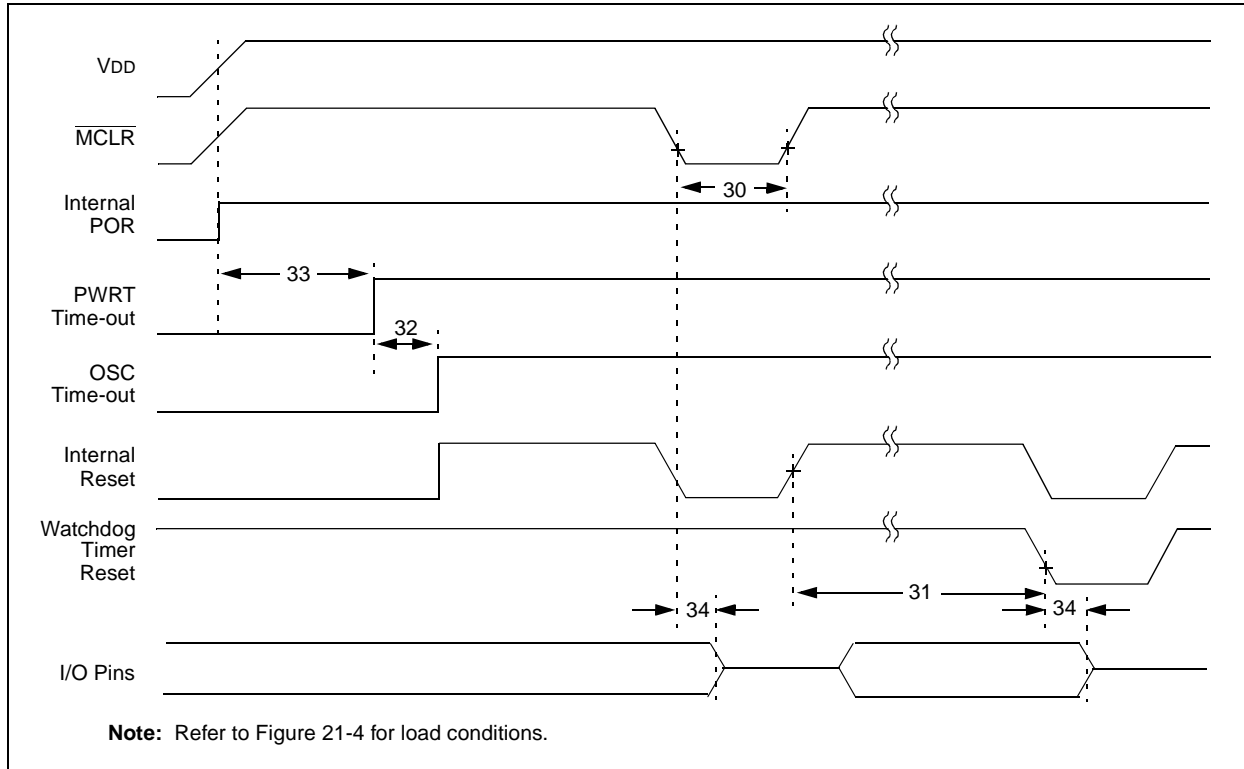 VDD
MCLR
30
Internal
POR
33
PWRT
Time-out
32
OSC
Time-out
Internal
Reset
Watchdog
Timer
Reset
31
34
34
I/O Pins
Note: Refer to Figure 21-4 for load conditions.